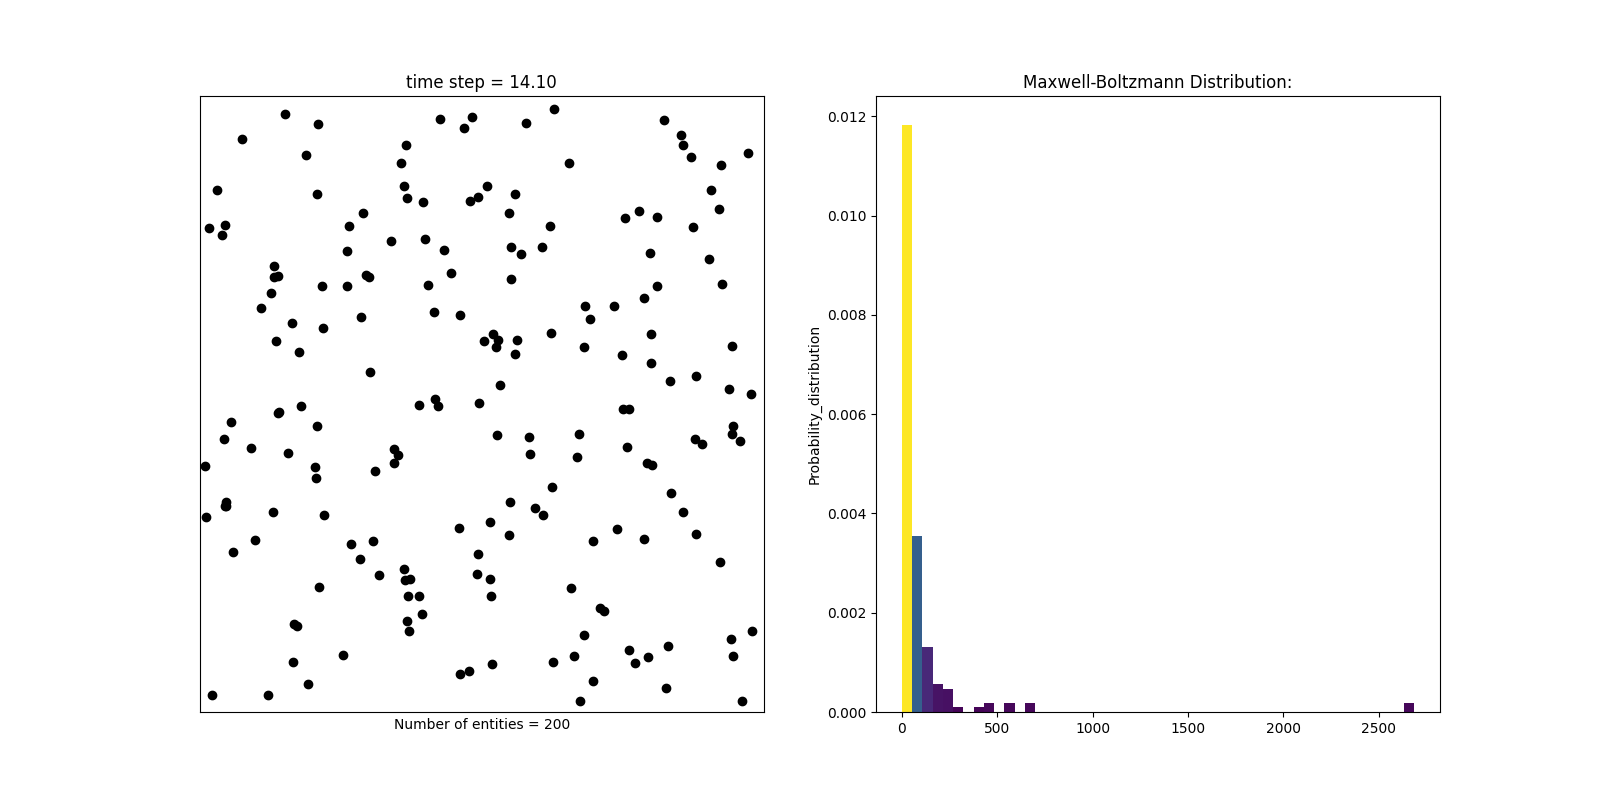 time step = 14.10
Number of entities = 200
Maxwell-Boltzmann Distribution:
Probability_distribution
0.012
0.010
0.008
0.006
0.004
0.002
0.000
0 500 1000 1500 2000 2500